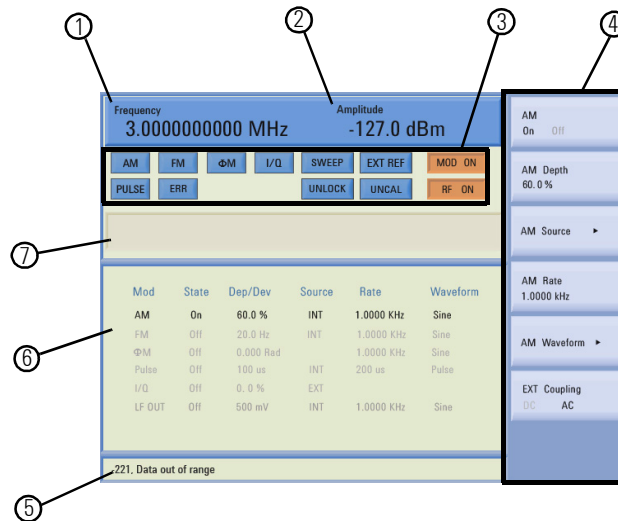 1 2 3 4
Frequency Amplitude
3.0000000000 MHz -127.0 dBm
AM FM ΦM I/Q SWEEP EXT REF MOD ON
PULSE ERR UNLOCK UNCAL RF ON
AM
On Off
AM Depth
60.0 %
AM Source ►
AM Rate
1.0000 kHz
AM Waveform ►
EXT Coupling
DC AC
7
Mod State Dep/Dev Source Rate Waveform
AM On 60.0 % INT 1.0000 KHz Sine
FM Off 20.0 Hz INT 1.0000 KHz Sine
ΦM Off 0.000 Rad 1.0000 KHz Sine
Pulse Off 100 us INT 200 us Pulse
I/Q Off 0. 0 % EXT
LF OUT Off 500 mV INT 1.0000 KHz Sine
6
-221, Data out of range
5